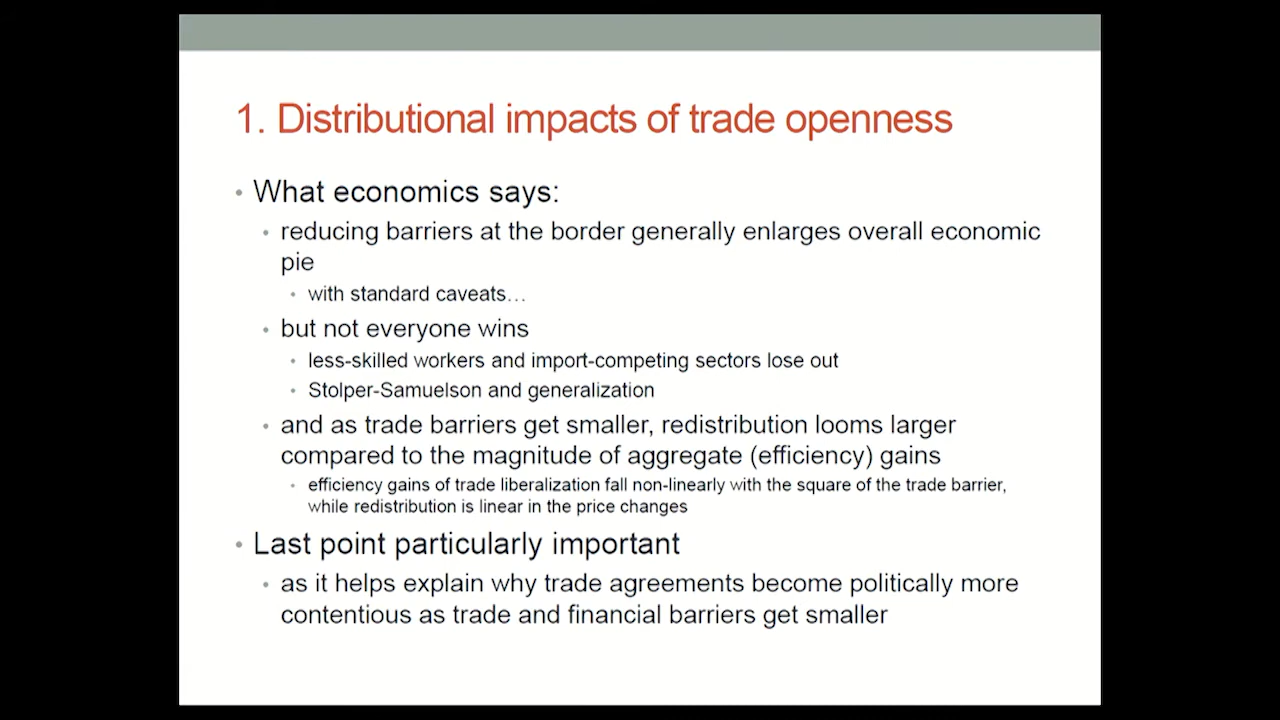 1. Distributional impacts of trade openness
• What economics says:
• reducing barriers at the border generally enlarges overall economic
pie
• with standard caveats…
• but not everyone wins
• less-skilled workers and import-competing sectors lose out
• Stolper-Samuelson and generalization
• and as trade barriers get smaller, redistribution looms larger
compared to the magnitude of aggregate (efficiency) gains
• efficiency gains of trade liberalization fall non-linearly with the square of the trade barrier,
while redistribution is linear in the price changes
• Last point particularly important
• as it helps explain why trade agreements become politically more
contentious as trade and financial barriers get smaller